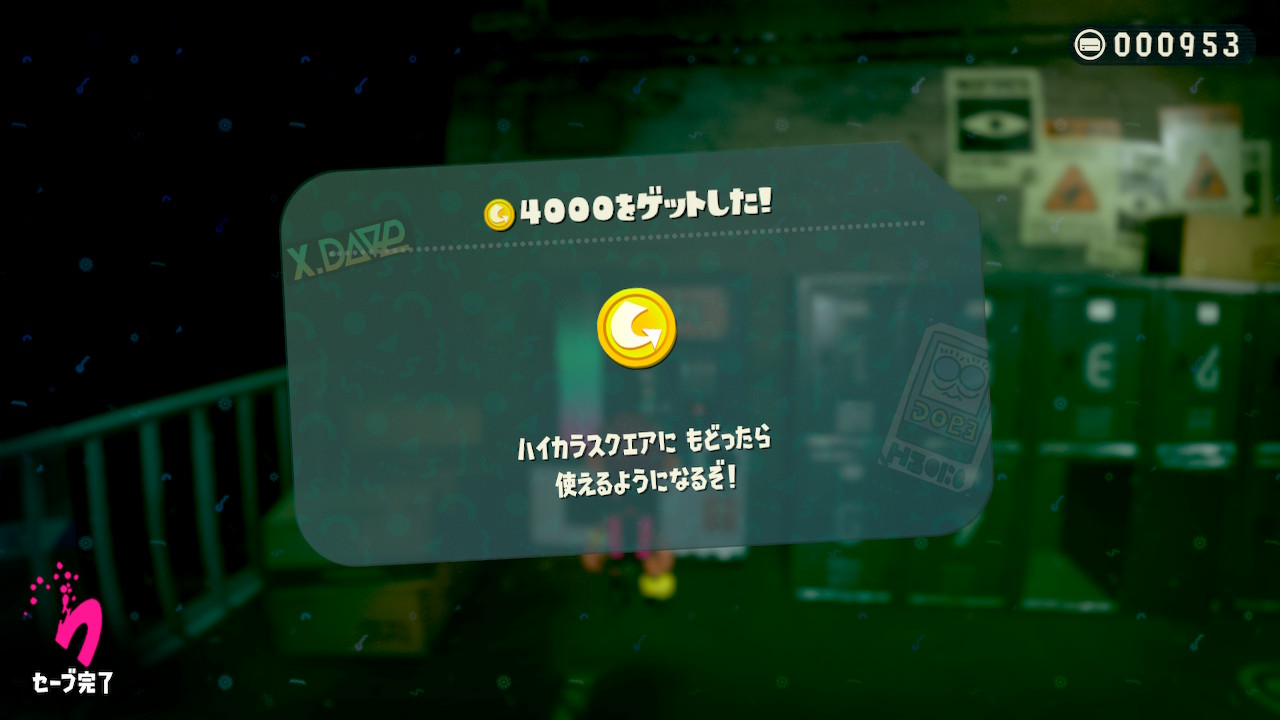 000953
4000をゲットした!
ハイカラスクエアに もどったら
使えるようになるぞ!
セーブ完了